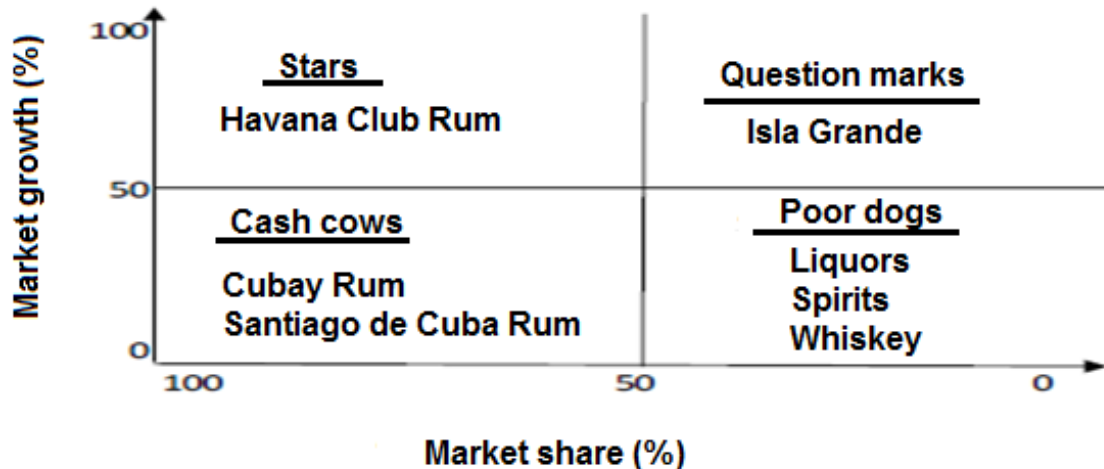 Market growth (%)
100
50
0
Stars
Havana Club Rum
Question marks
Isla Grande
Cash cows
Cubay Rum
Santiago de Cuba Rum
Poor dogs
Liquors
Spirits
Whiskey
100
50
0
Market share (%)